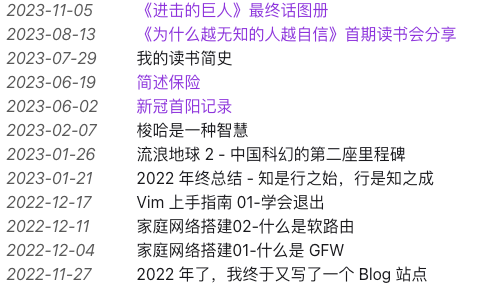 2023-11-05 《进击的巨人》最终话图册
2023-08-13 《为什么越无知的人越自信》首期读书会分享
2023-07-29 我的读书简史
2023-06-19 简述保险
2023-06-02 新冠首阳记录
2023-02-07 梭哈是一种智慧
2023-01-26 流浪地球 2 - 中国科幻的第二座里程碑
2023-01-21 2022 年终总结 - 知是行之始，行是知之成
2022-12-17 Vim 上手指南 01-学会退出
2022-12-11 家庭网络搭建02-什么是软路由
2022-12-04 家庭网络搭建01-什么是 GFW
2022-11-27 2022 年了，我终于又写了一个 Blog 站点